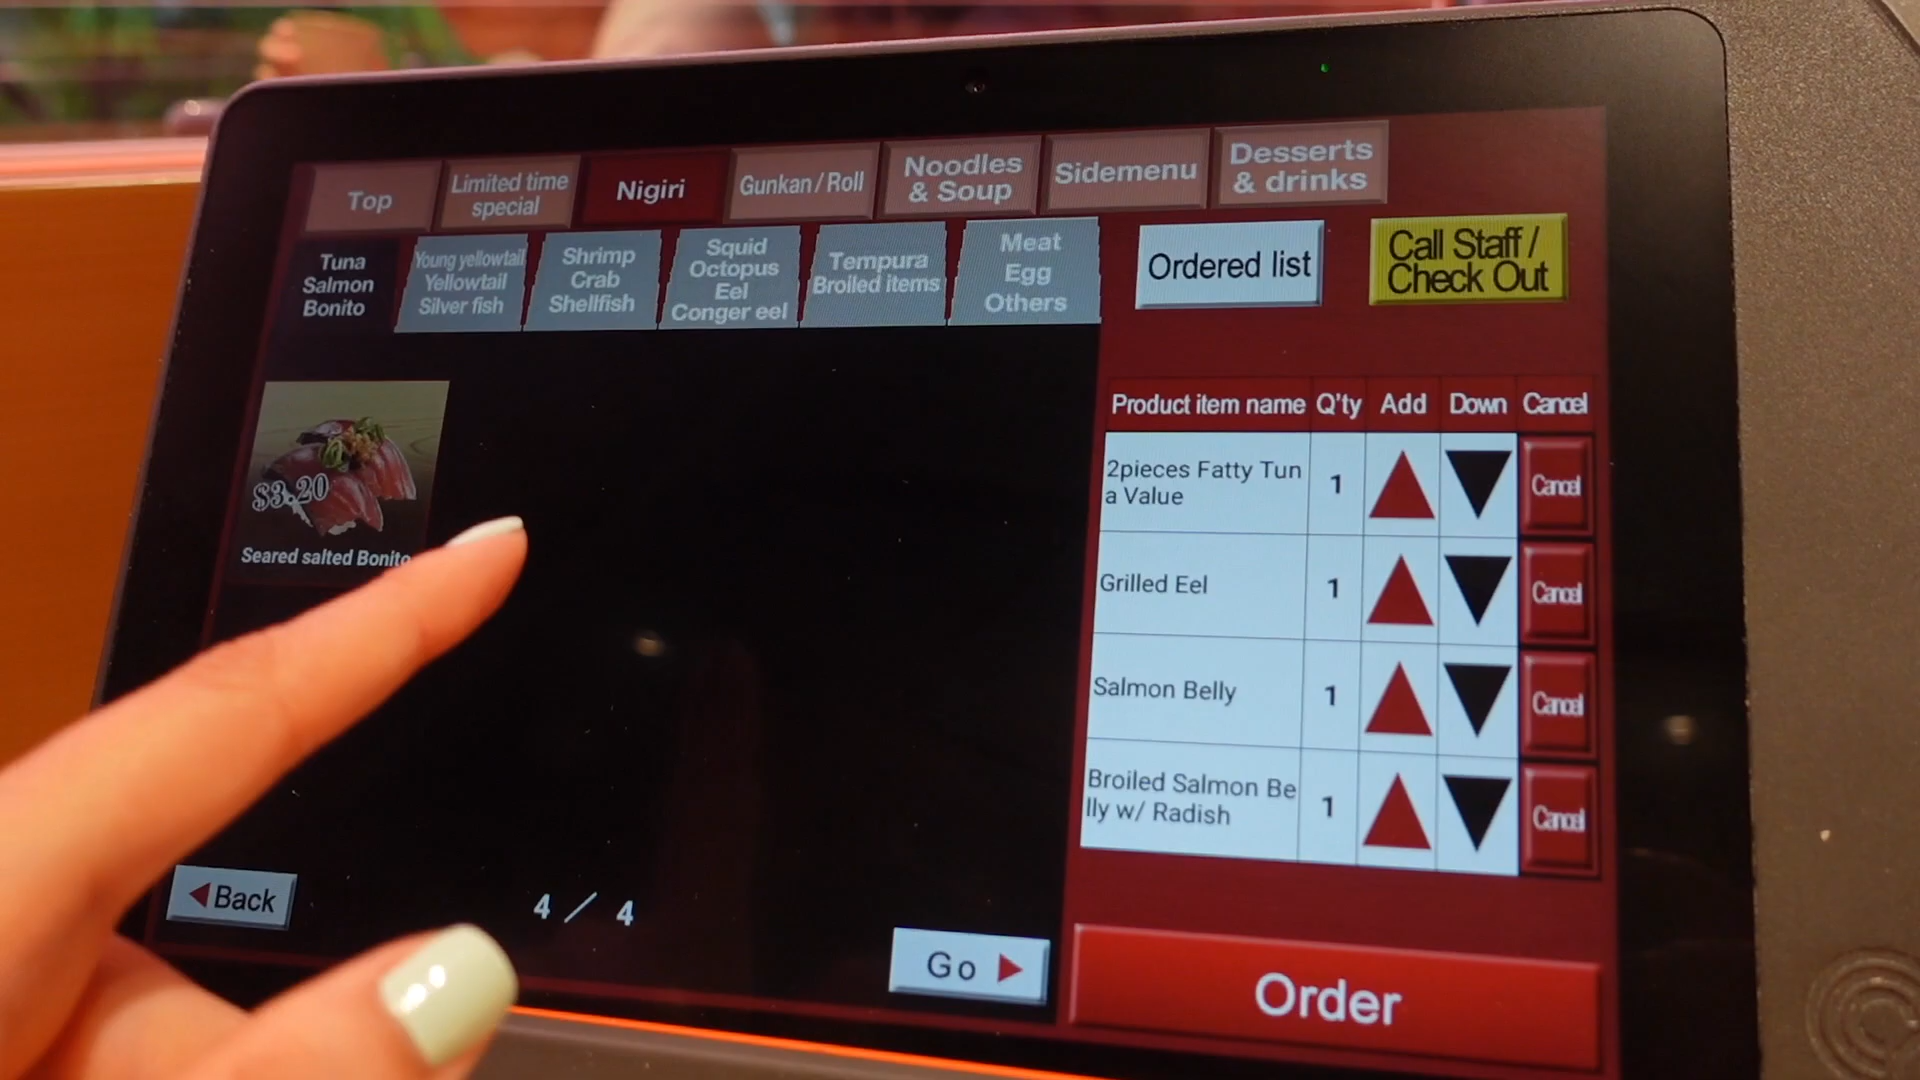 Top
Limited time
special
Nigiri
Gunkan / Roll
Noodles
& Soup
Sidemenu
Desserts
& drinks
Tuna
Salmon
Bonito
Young yellowtail
Yellowtail
Silver fish
Shrimp
Crab
Shellfish
Squid
Octopus
Eel
Conger eel
Tempura
Broiled items
Meat
Egg
Others
Ordered list
Call Staff /
Check Out
$3.20
Seared salted Bonito
Product item name Q'ty Add Down Cancel
2pieces Fatty Tun
a Value
1
Cancel
Grilled Eel
1
Cancel
Salmon Belly
1
Cancel
Broiled Salmon Be
lly w/ Radish
1
Cancel
Back
4 / 4
Go
Order